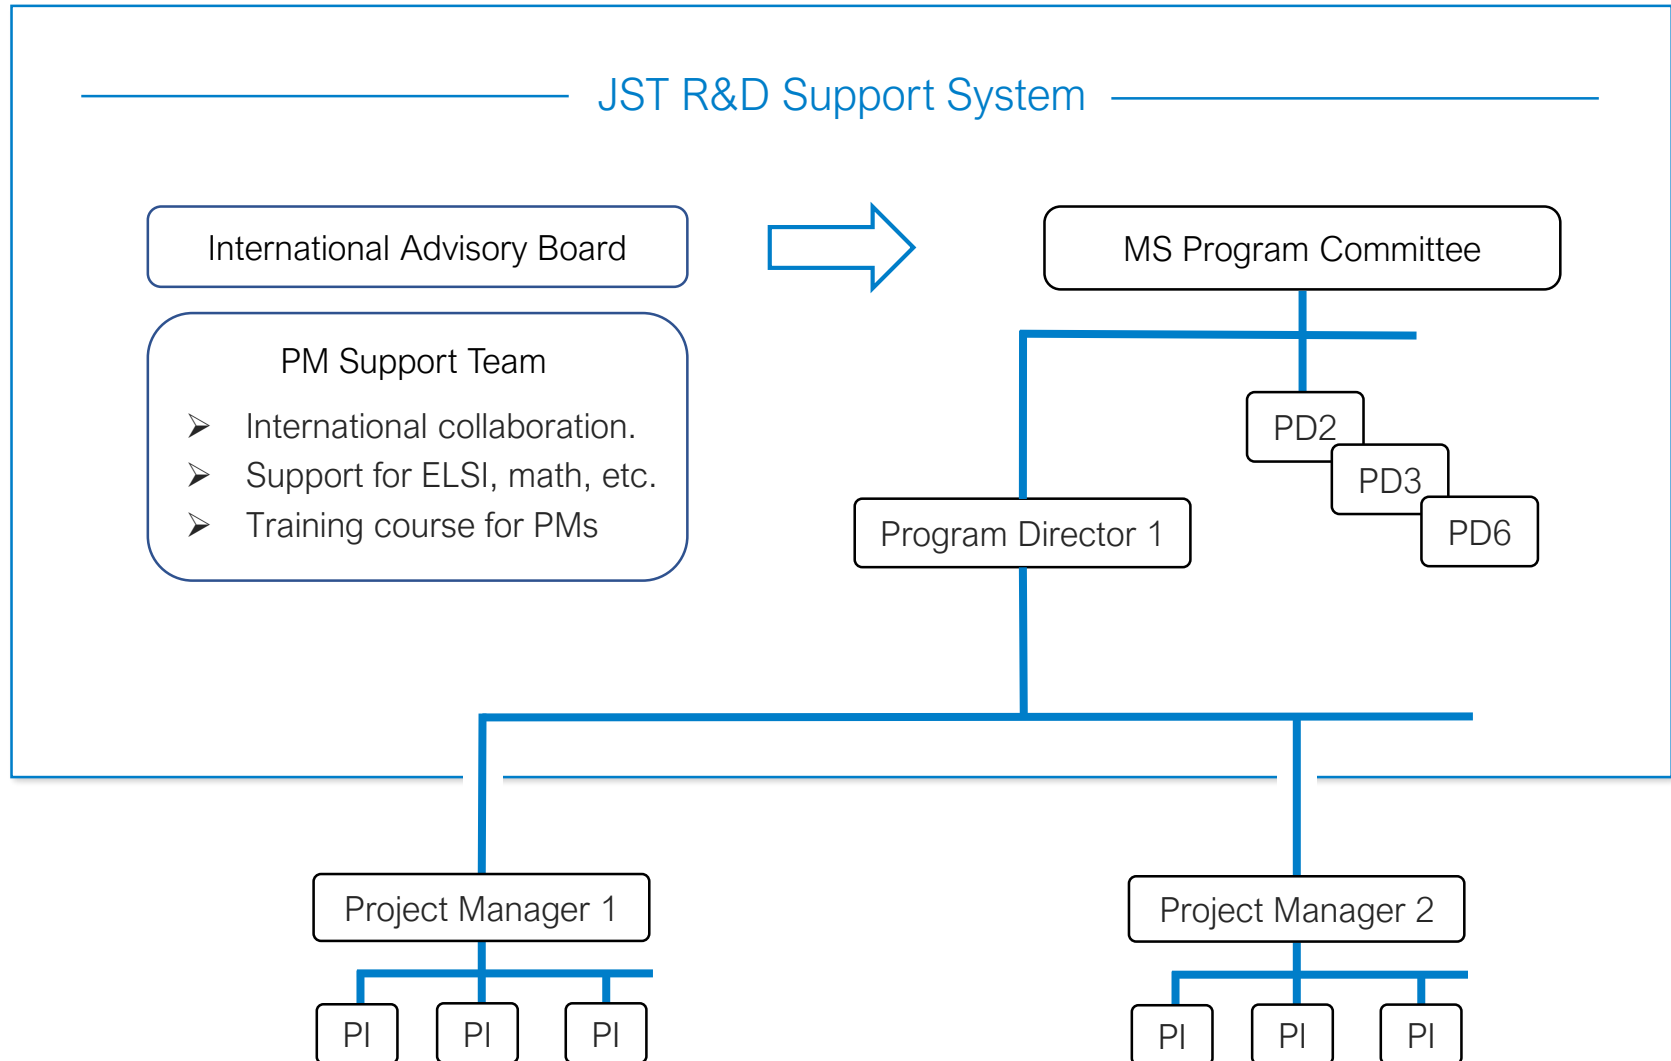 JST R&D Support System
International Advisory Board
MS Program Committee
PM Support Team
➢ International collaboration.
➢ Support for ELSI, math, etc.
➢ Training course for PMs
PD2
PD3
PD6
Program Director 1
Project Manager 1
Project Manager 2
PI
PI
PI
PI
PI
PI